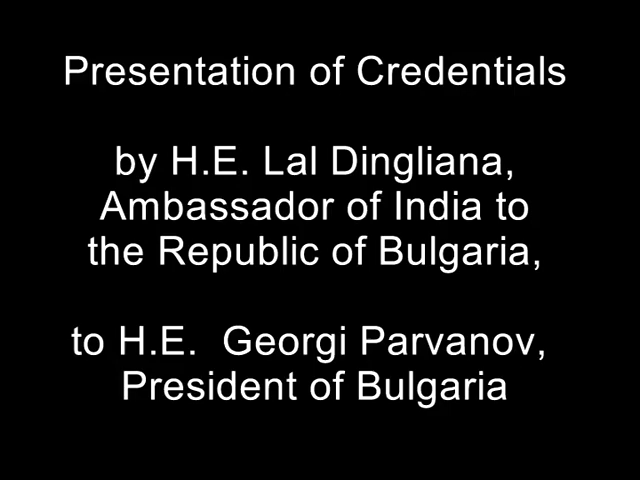 Presentation of Credentials
by H.E. Lal Dingliana,
Ambassador of India to
the Republic of Bulgaria,
to H.E.  Georgi Parvanov,
President of Bulgaria